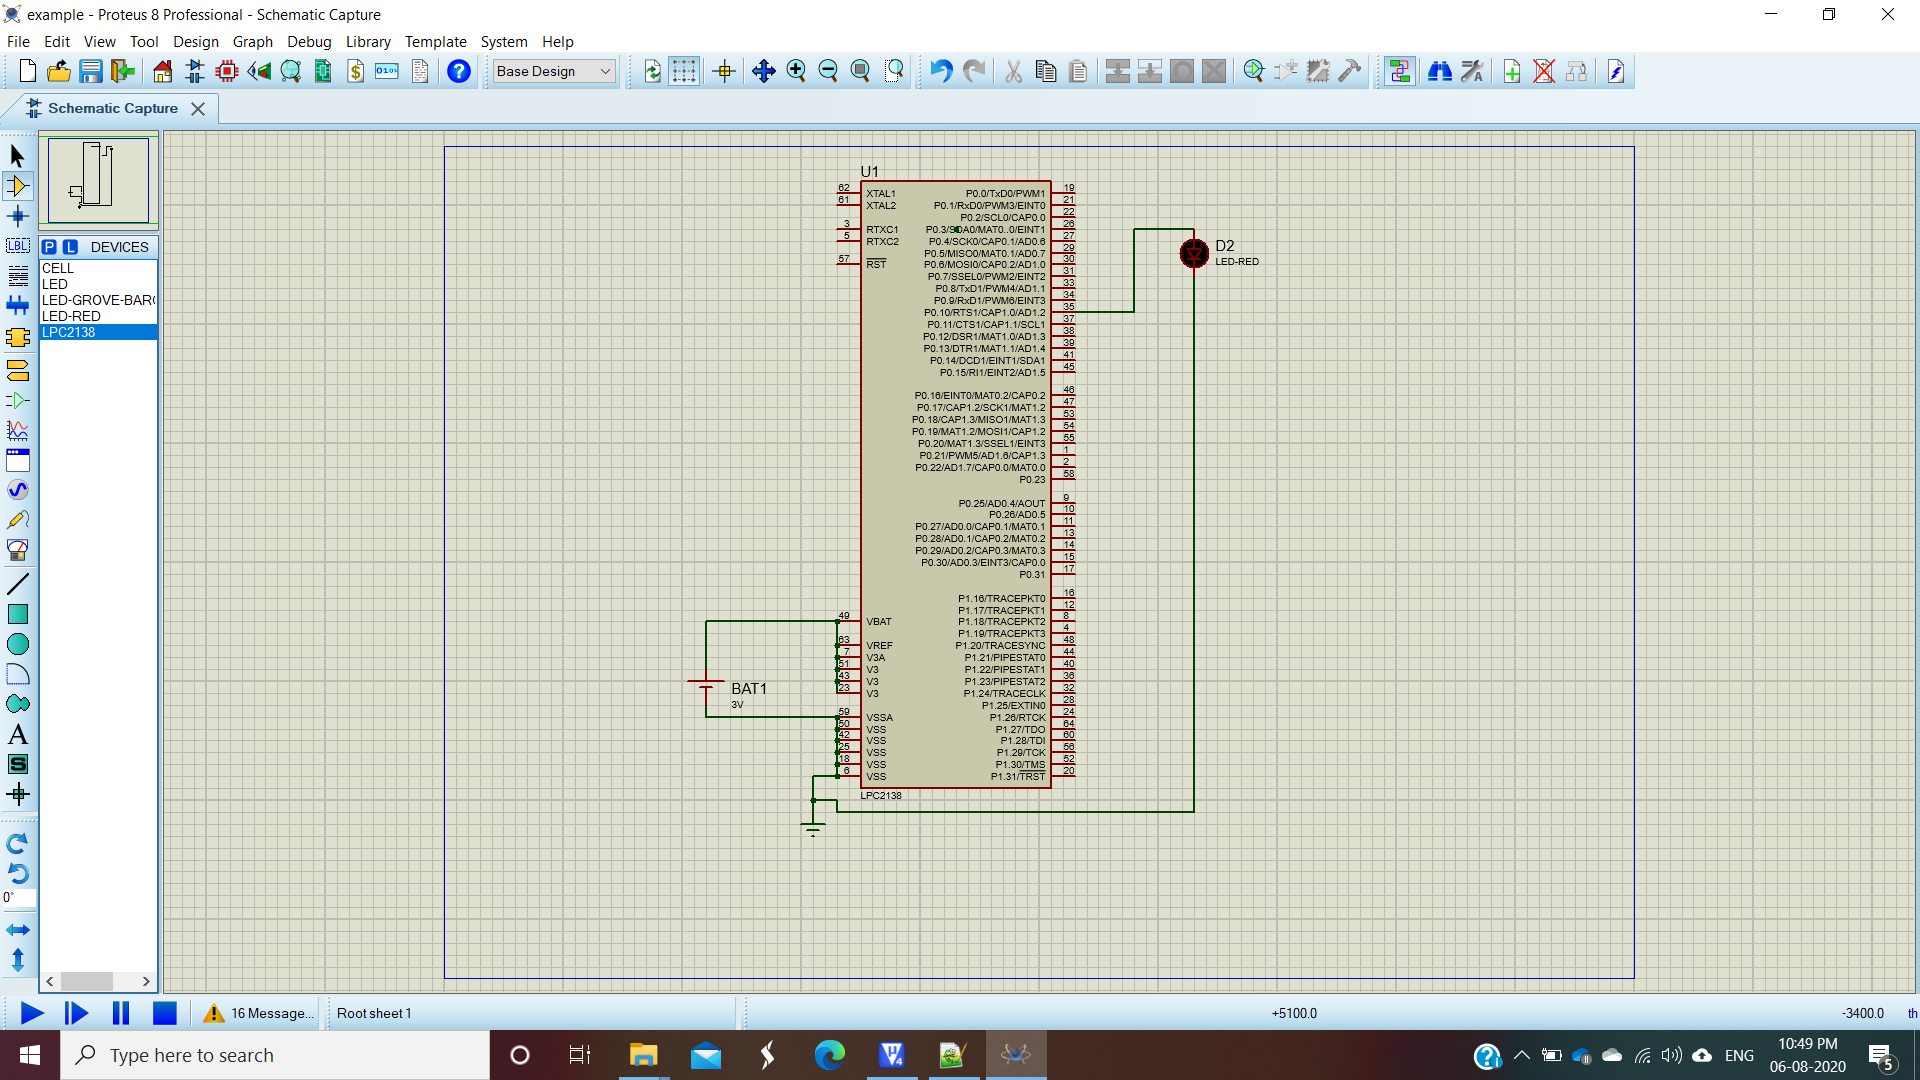 example - Proteus 8 Professional - Schematic Capture
File Edit View Tool Design Graph Debug Library Template System Help
Base Design
Schematic Capture
P L DEVICES
CELL
LED
LED-GROVE-BAR(
LED-RED
LPC2138
LBL
A
S
0°
U1
62 XTAL1
61 XTAL2
3 RTXC1
5 RTXC2
57 RST
49 VBAT
63 VREF
7 V3A
51 V3
43 V3
23 V3
59 VSSA
50 VSS
42 VSS
25 VSS
18 VSS
6 VSS
P0.0/TxD0/PWM1 19
P0.1/RxD0/PWM3/EINT0 21
P0.2/SCL0/CAP0.0 22
P0.3/SDA0/MAT0..0/EINT1 26
P0.4/SCK0/CAP0.1/AD0.6 27
P0.5/MISO0/MAT0.1/AD0.7 29
P0.6/MOSI0/CAP0.2/AD1.0 30
P0.7/SSEL0/PWM2/EINT2 31
P0.8/TxD1/PWM4/AD1.1 33
P0.9/RxD1/PWM6/EINT3 34
P0.10/RTS1/CAP1.0/AD1.2 35
P0.11/CTS1/CAP1.1/SCL1 37
P0.12/DSR1/MAT1.0/AD1.3 38
P0.13/DTR1/MAT1.1/AD1.4 39
P0.14/DCD1/EINT1/SDA1 41
P0.15/RI1/EINT2/AD1.5 45
P0.16/EINT0/MAT0.2/CAP0.2 46
P0.17/CAP1.2/SCK1/MAT1.2 47
P0.18/CAP1.3/MISO1/MAT1.3 53
P0.19/MAT1.2/MOSI1/CAP1.2 54
P0.20/MAT1.3/SSEL1/EINT3 55
P0.21/PWM5/AD1.6/CAP1.3 1
P0.22/AD1.7/CAP0.0/MAT0.0 2
P0.23 58
P0.25/AD0.4/AOUT 9
P0.26/AD0.5 10
P0.27/AD0.0/CAP0.1/MAT0.1 11
P0.28/AD0.1/CAP0.2/MAT0.2 13
P0.29/AD0.2/CAP0.3/MAT0.3 14
P0.30/AD0.3/EINT3/CAP0.0 15
P0.31 17
P1.16/TRACEPKT0 16
P1.17/TRACEPKT1 12
P1.18/TRACEPKT2 8
P1.19/TRACEPKT3 4
P1.20/TRACESYNC 48
P1.21/PIPESTAT0 44
P1.22/PIPESTAT1 40
P1.23/PIPESTAT2 36
P1.24/TRACECLK 32
P1.25/EXTIN0 28
P1.26/RTCK 24
P1.27/TDO 64
P1.28/TDI 60
P1.29/TCK 56
P1.30/TMS 52
P1.31/TRST 20
LPC2138
D2
LED-RED
BAT1
3V
16 Message... Root sheet 1 +5100.0 -3400.0 th
Type here to search
ENG
10:49 PM
06-08-2020
5